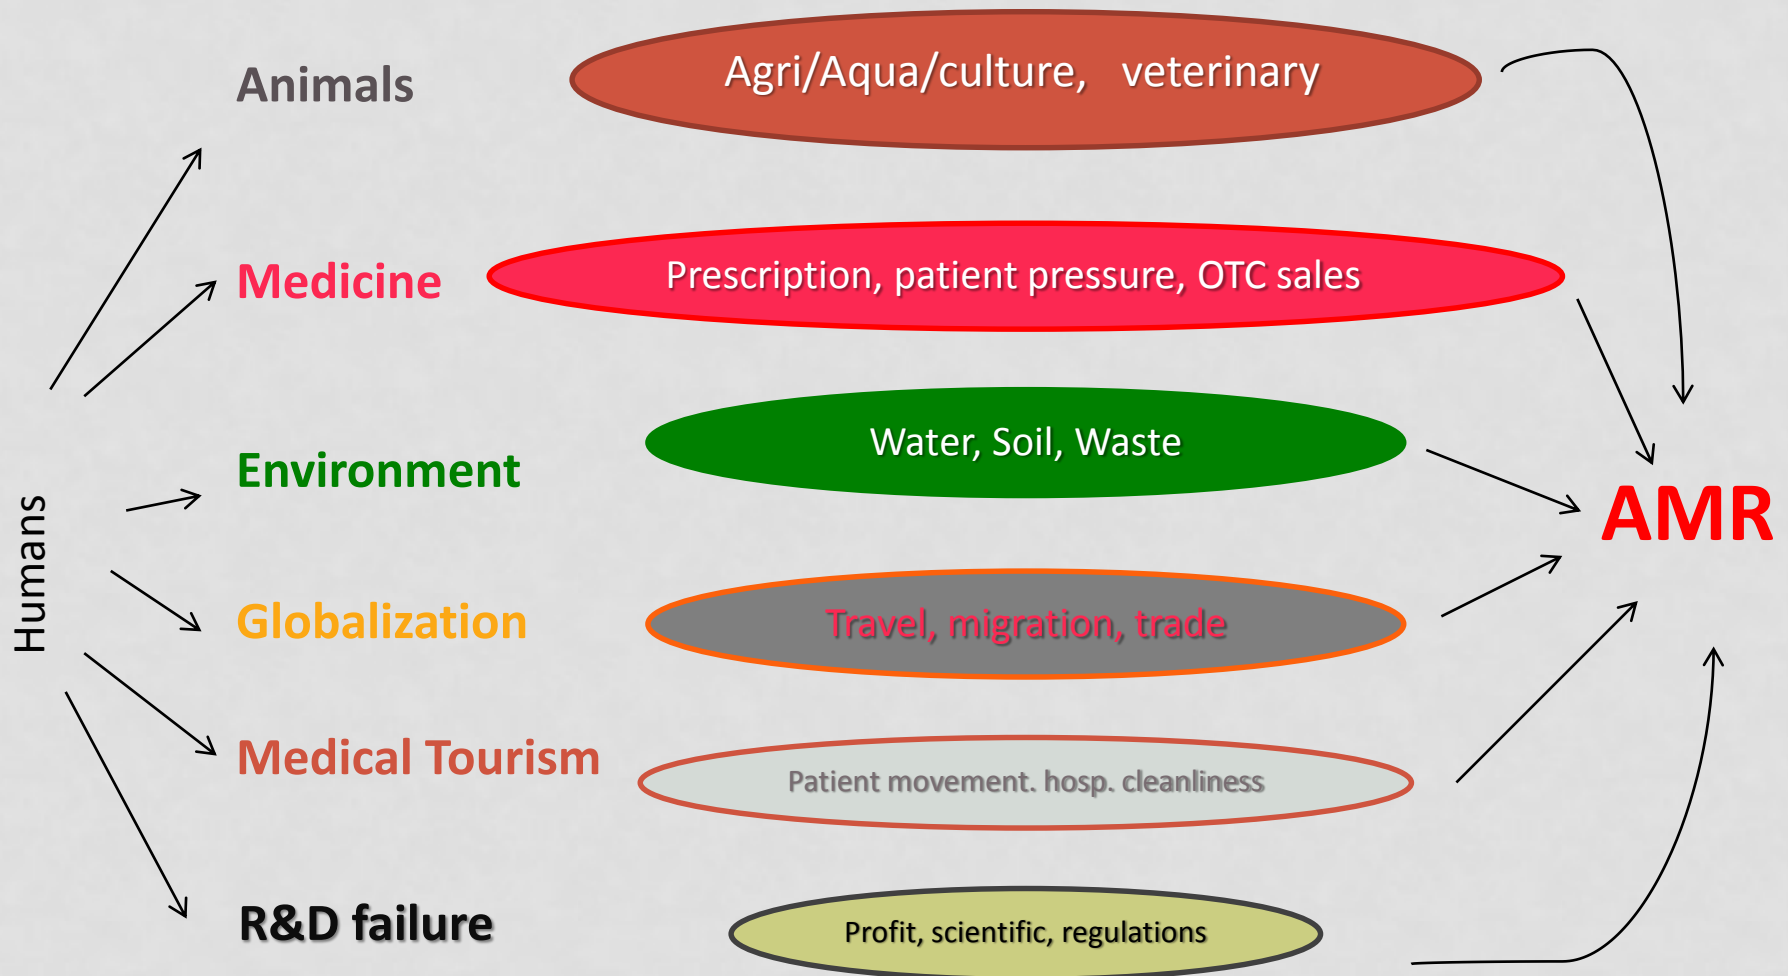 Animals
Agri/Aqua/culture, veterinary
Medicine
Prescription, patient pressure, OTC sales
Environment
Water, Soil, Waste
Humans
AMR
Globalization
Travel, migration, trade
Medical Tourism
Patient movement. hosp. cleanliness
R&D failure
Profit, scientific, regulations